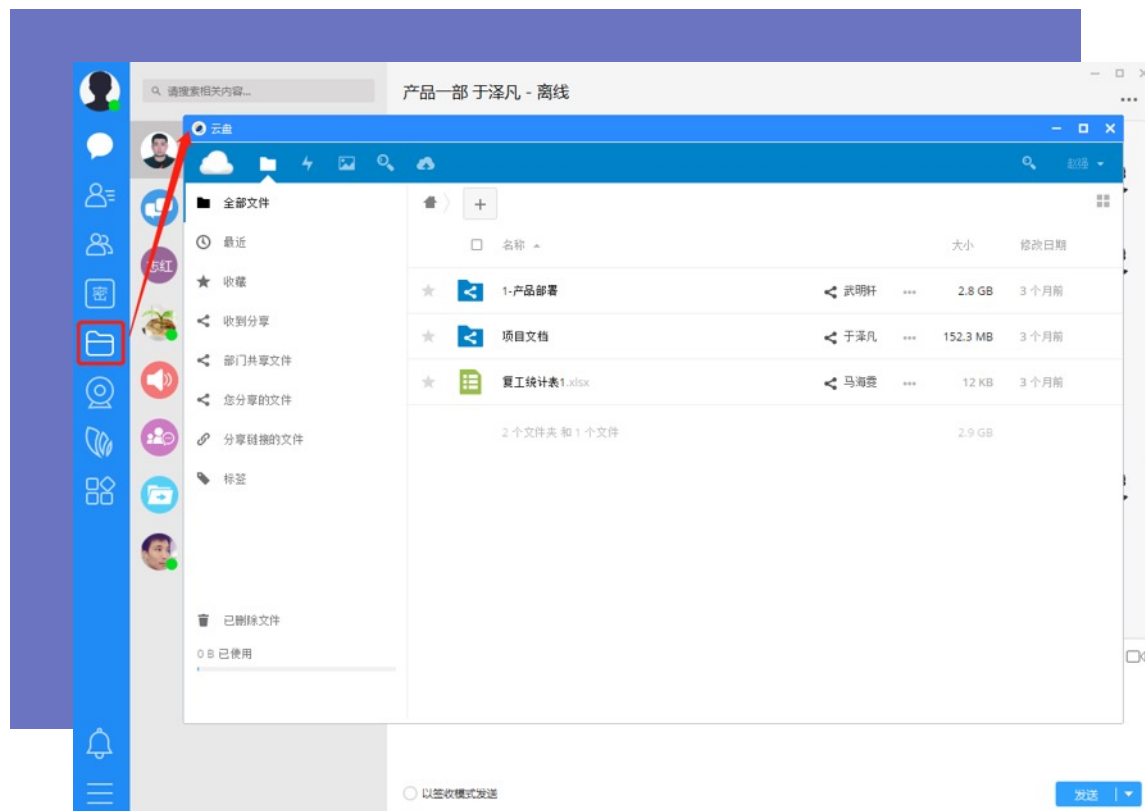 请搜索相关内容...
产品一部 于泽凡 - 离线
云盘
全部文件
最近
收藏
收到分享
部门共享文件
您分享的文件
分享链接的文件
标签
已删除文件
0 B 已使用
+
名称 大小 修改日期
1-产品部署 武明轩 ... 2.8 GB 3 个月前
项目文档 于泽凡 ... 152.3 MB 3 个月前
复工统计表1.xlsx 马海霞 ... 12 KB 3 个月前
2 个文件夹 和 1 个文件 2.9 GB
志红
密
以签收模式发送
发送